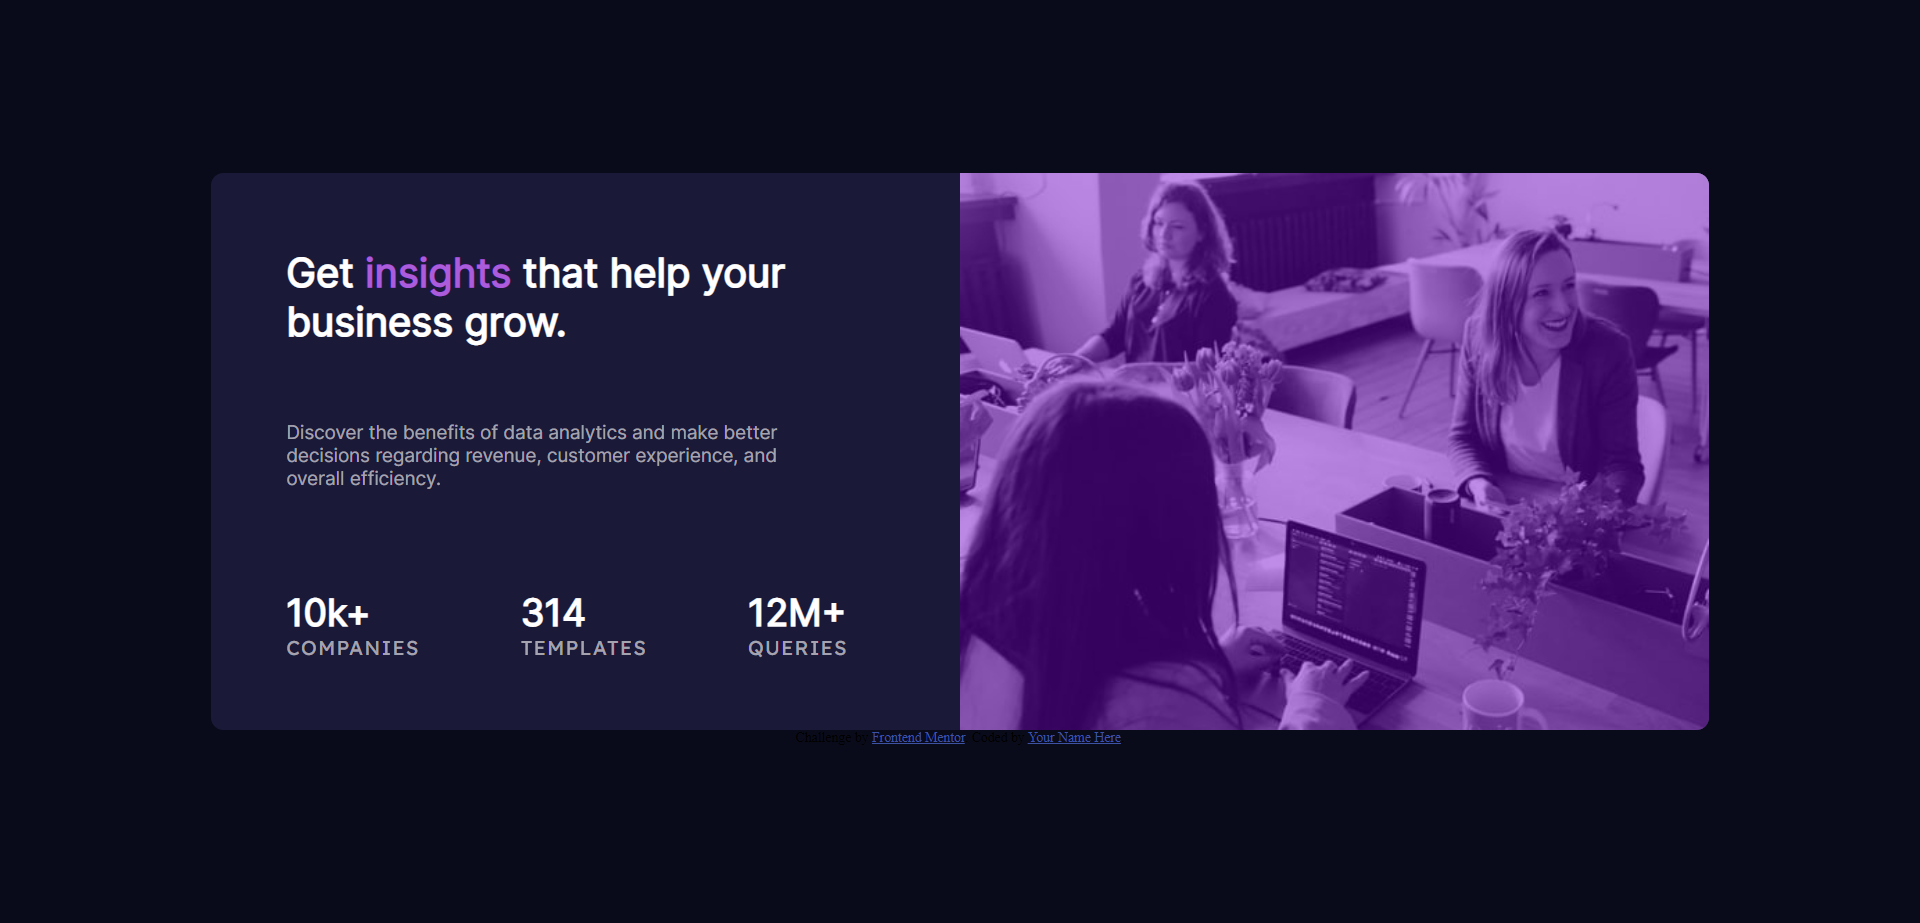 Get insights that help your
business grow.
Discover the benefits of data analytics and make better
decisions regarding revenue, customer experience, and
overall efficiency.
10k+ 314 12M+
COMPANIES TEMPLATES QUERIES
Challenge by Frontend Mentor. Coded by Your Name Here.